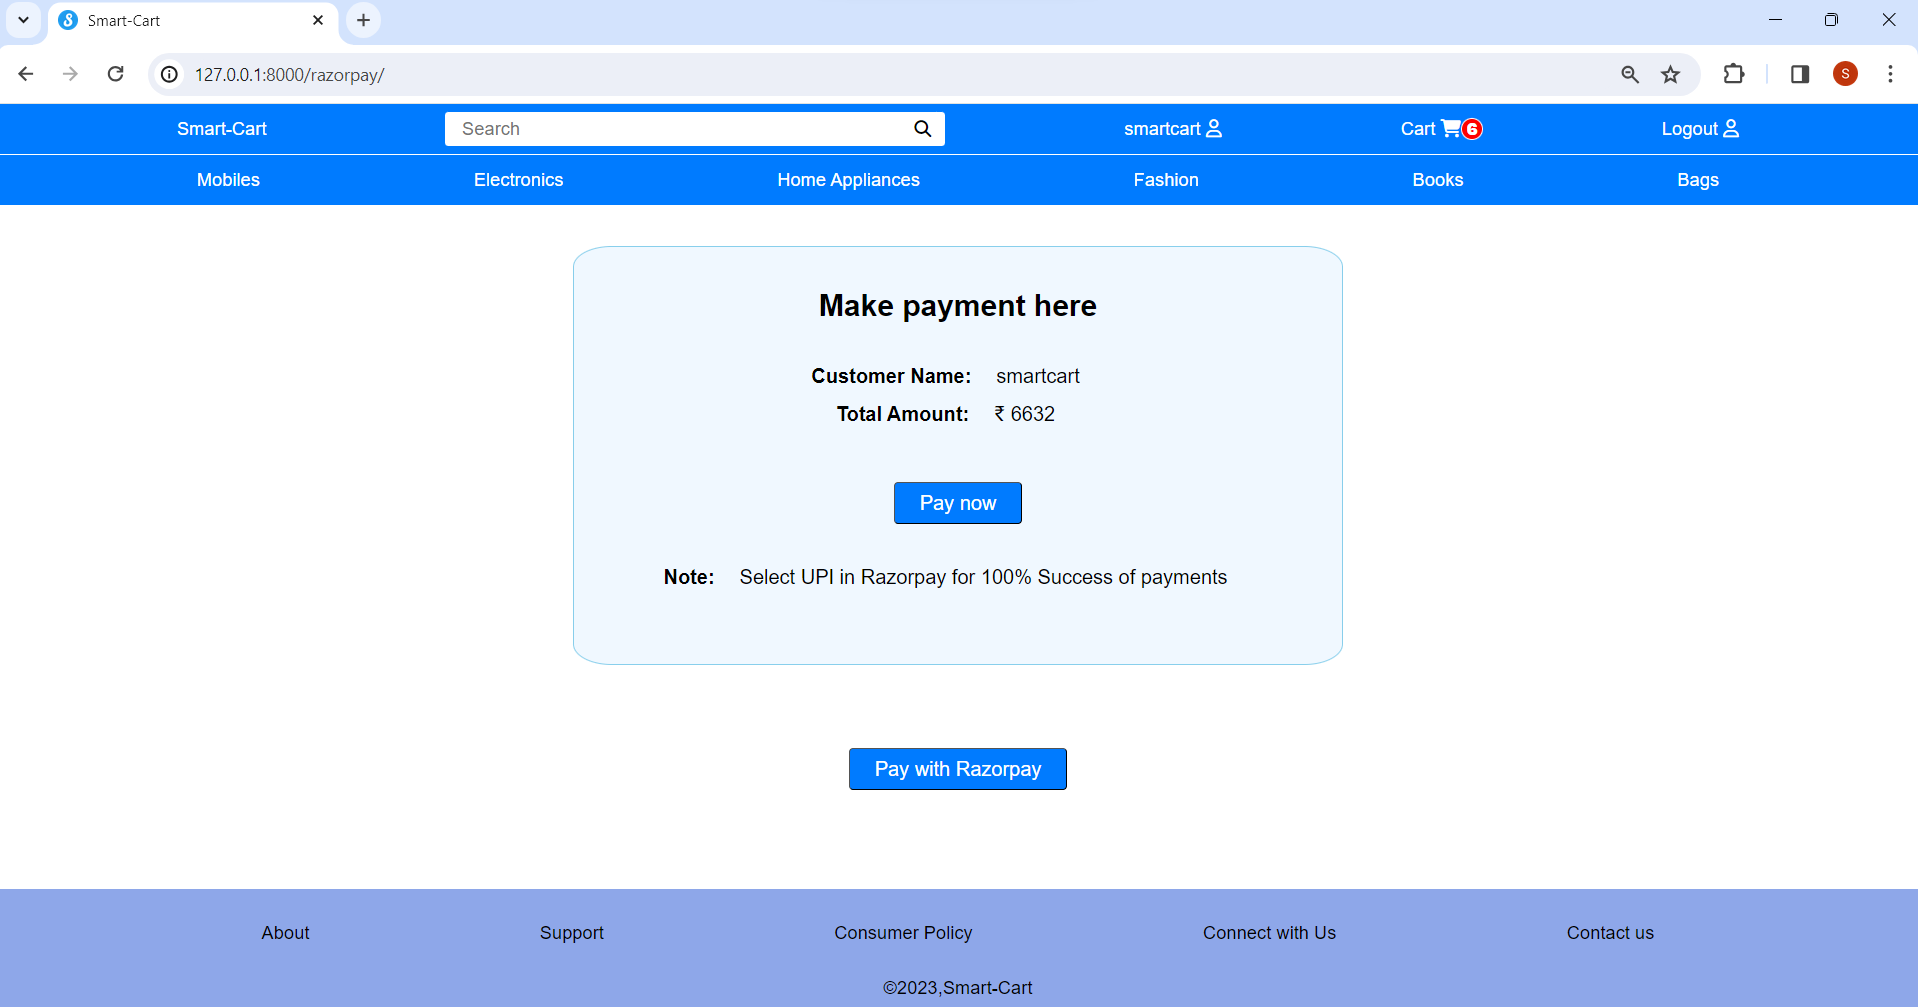 Smart-Cart
127.0.0.1:8000/razorpay/
S
Smart-Cart Search smartcart Cart 6 Logout
Mobiles Electronics Home Appliances Fashion Books Bags
Make payment here
Customer Name: smartcart
Total Amount: ₹ 6632
Pay now
Note: Select UPI in Razorpay for 100% Success of payments
Pay with Razorpay
About Support Consumer Policy Connect with Us Contact us
©2023,Smart-Cart